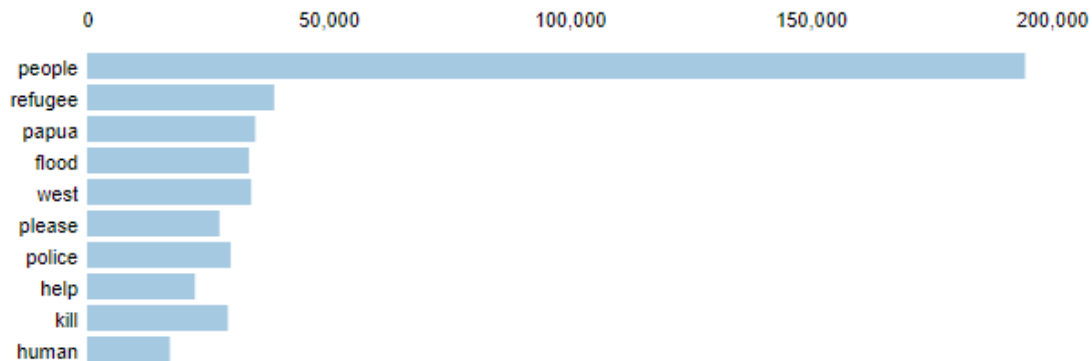 0 50,000 100,000 150,000 200,000
people
refugee
papua
flood
west
please
police
help
kill
human